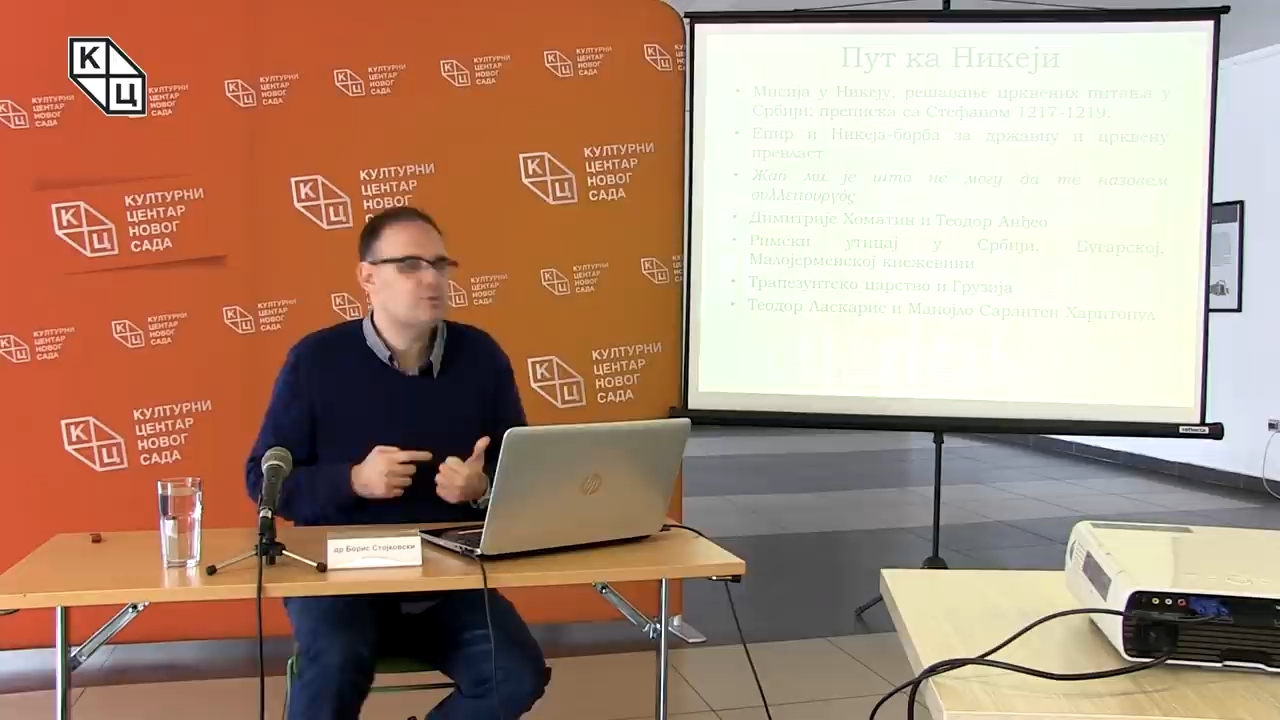 Пут ка Никеји
• Мисија у Никеју, решавање црквених питања у
Србији, преписка са Стефаном 1217-1219.
• Епир и Никеја-борба за државну и црквену
превласт
• Жао ми је што не могу да те назовем
συλλειτουργός
• Димитрије Хоматин и Теодор Анђео
• Римски утицај у Србији, Бугарској,
Малојерменској кнежевини
• Трапезунтско царство и Грузија
• Теодор Ласкарис и Манојло Сарантен Харитопул
reflecta
К
Ц
КУЛТУРНИ
ЦЕНТАР
НОВОГ
САДА
др Борис Стојковски
hp